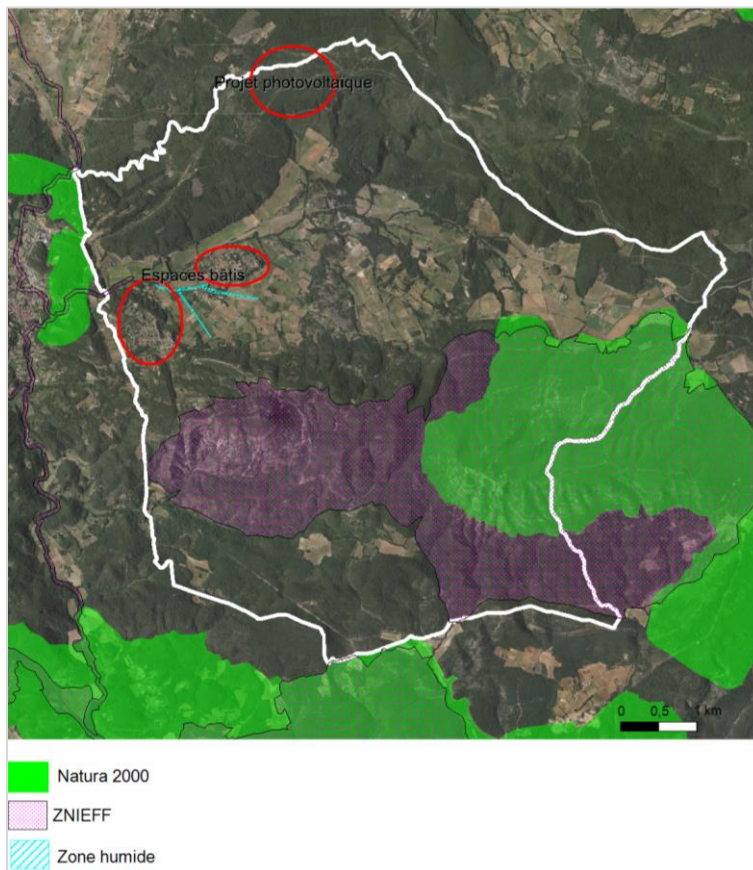 Projet photovoltaïque
Espaces bâtis
0 0,5 1 km
Natura 2000
ZNIEFF
Zone humide